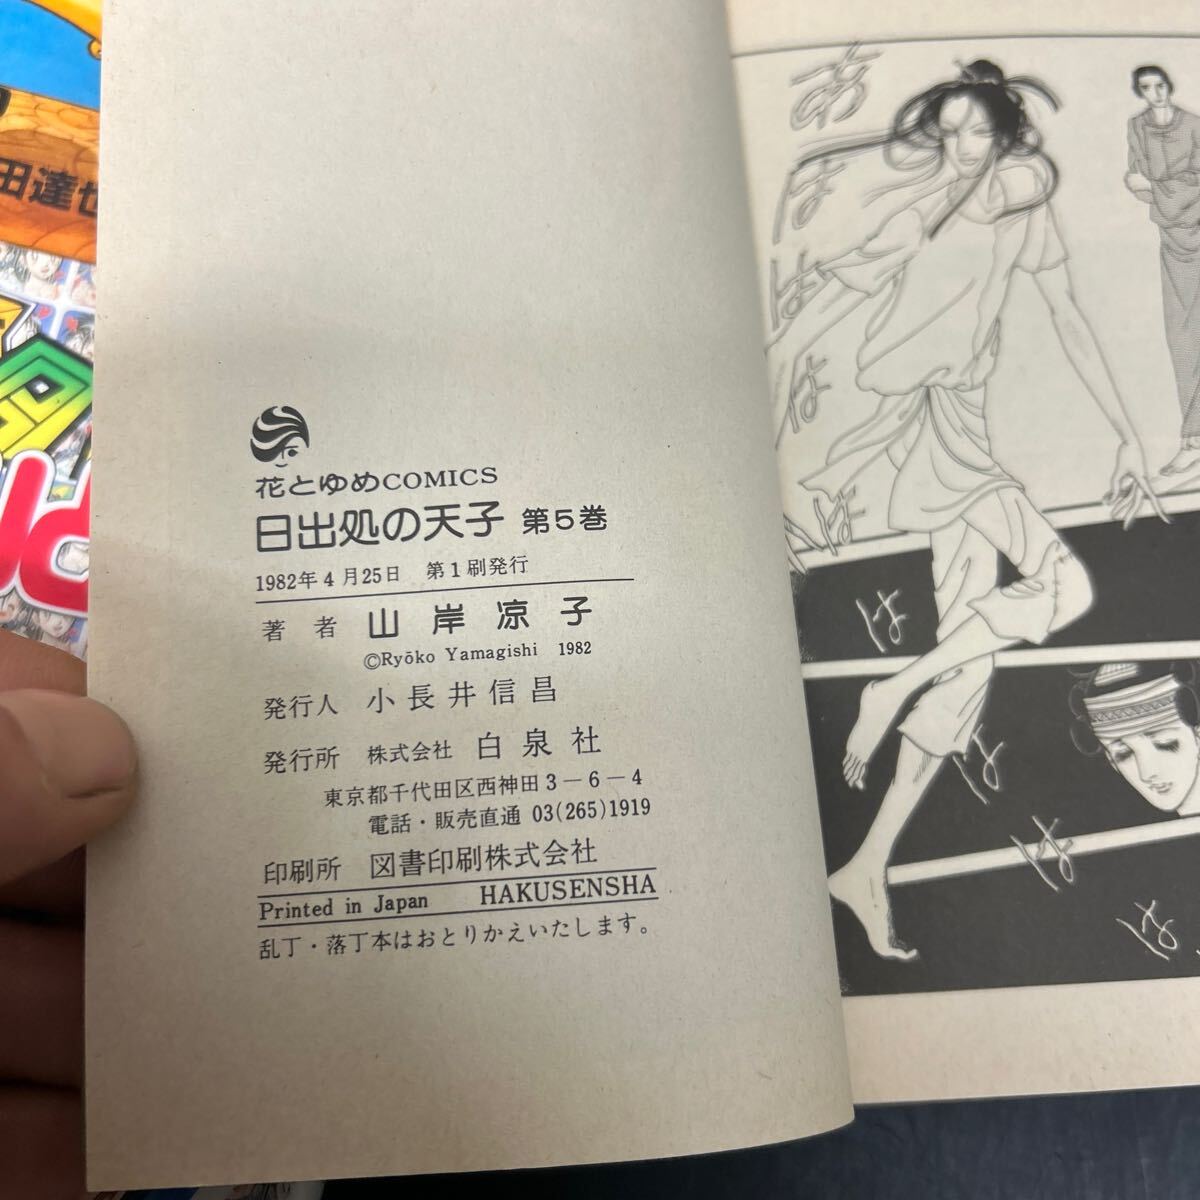 花とゆめCOMICS
日出処の天子 第5巻
1982年4月25日 第1刷発行
著者 山岸凉子
©Ryōko Yamagishi 1982
発行人 小長井信昌
発行所 株式会社 白泉社
東京都千代田区西神田3-6-4
電話・販売直通 03(265)1919
印刷所 図書印刷株式会社
Printed in Japan HAKUSENSHA
乱丁・落丁本はおとりかえいたします。
あ
は
は
は
は
は
は
は
は
田達也